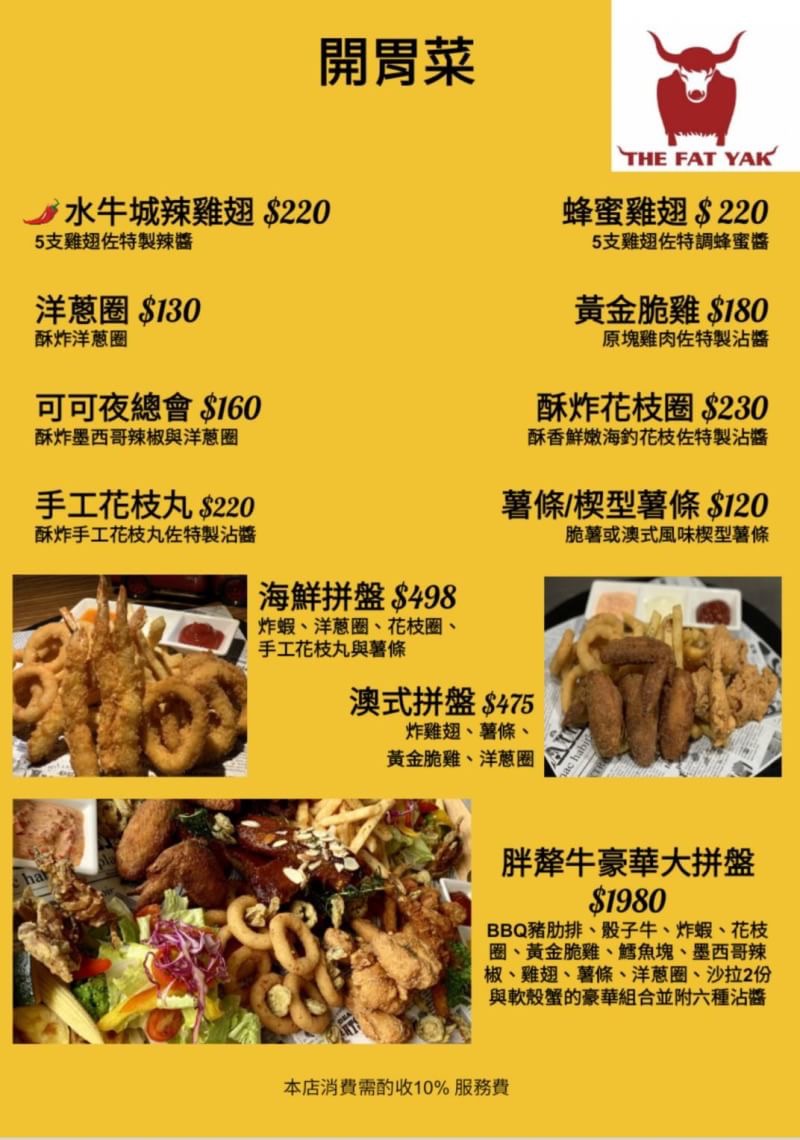 開胃菜
THE FAT YAK
水牛城辣雞翅 $220
5支雞翅佐特製辣醬
蜂蜜雞翅 $ 220
5支雞翅佐特調蜂蜜醬
洋蔥圈 $130
酥炸洋蔥圈
黃金脆雞 $180
原塊雞肉佐特製沾醬
可可夜總會 $160
酥炸墨西哥辣椒與洋蔥圈
酥炸花枝圈 $230
酥香鮮嫩海釣花枝佐特製沾醬
手工花枝丸 $220
酥炸手工花枝丸佐特製沾醬
薯條/楔型薯條 $120
脆薯或澳式風味楔型薯條
海鮮拼盤 $498
炸蝦、洋蔥圈、花枝圈、
手工花枝丸與薯條
澳式拼盤 $475
炸雞翅、薯條、
黃金脆雞、洋蔥圈
胖犛牛豪華大拼盤
$1980
BBQ豬肋排、骰子牛、炸蝦、花枝
圈、黃金脆雞、鱈魚塊、墨西哥辣
椒、雞翅、薯條、洋蔥圈、沙拉2份
與軟殼蟹的豪華組合並附六種沾醬
本店消費需酌收10% 服務費